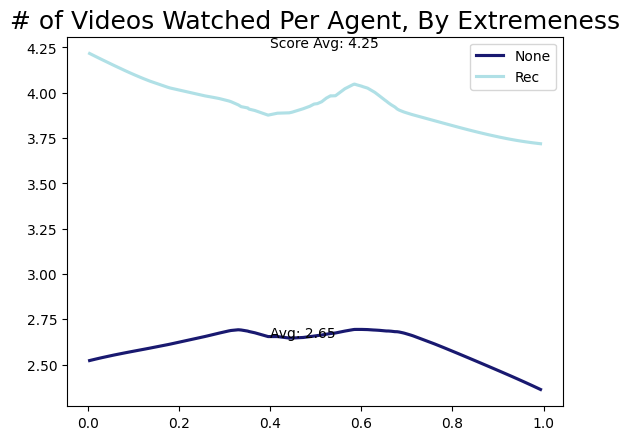 # of Videos Watched Per Agent, By Extremeness
4.25
Score Avg: 4.25
None
Rec
4.00
3.75
3.50
3.25
3.00
2.75
Avg: 2.65
2.50
0.0 0.2 0.4 0.6 0.8 1.0